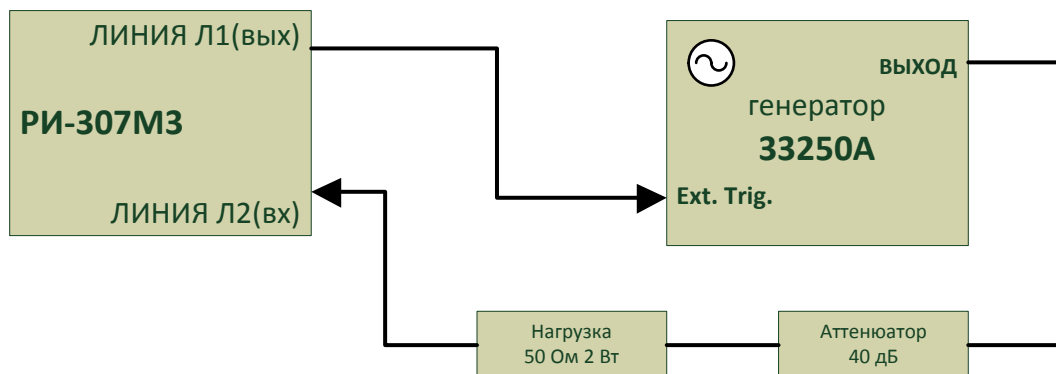 ЛИНИЯ Л1(вых)
РИ-307М3
ЛИНИЯ Л2(вх)
ВЫХОД
генератор
33250А
Ext. Trig.
Нагрузка
50 Ом 2 Вт
Аттенюатор
40 дБ